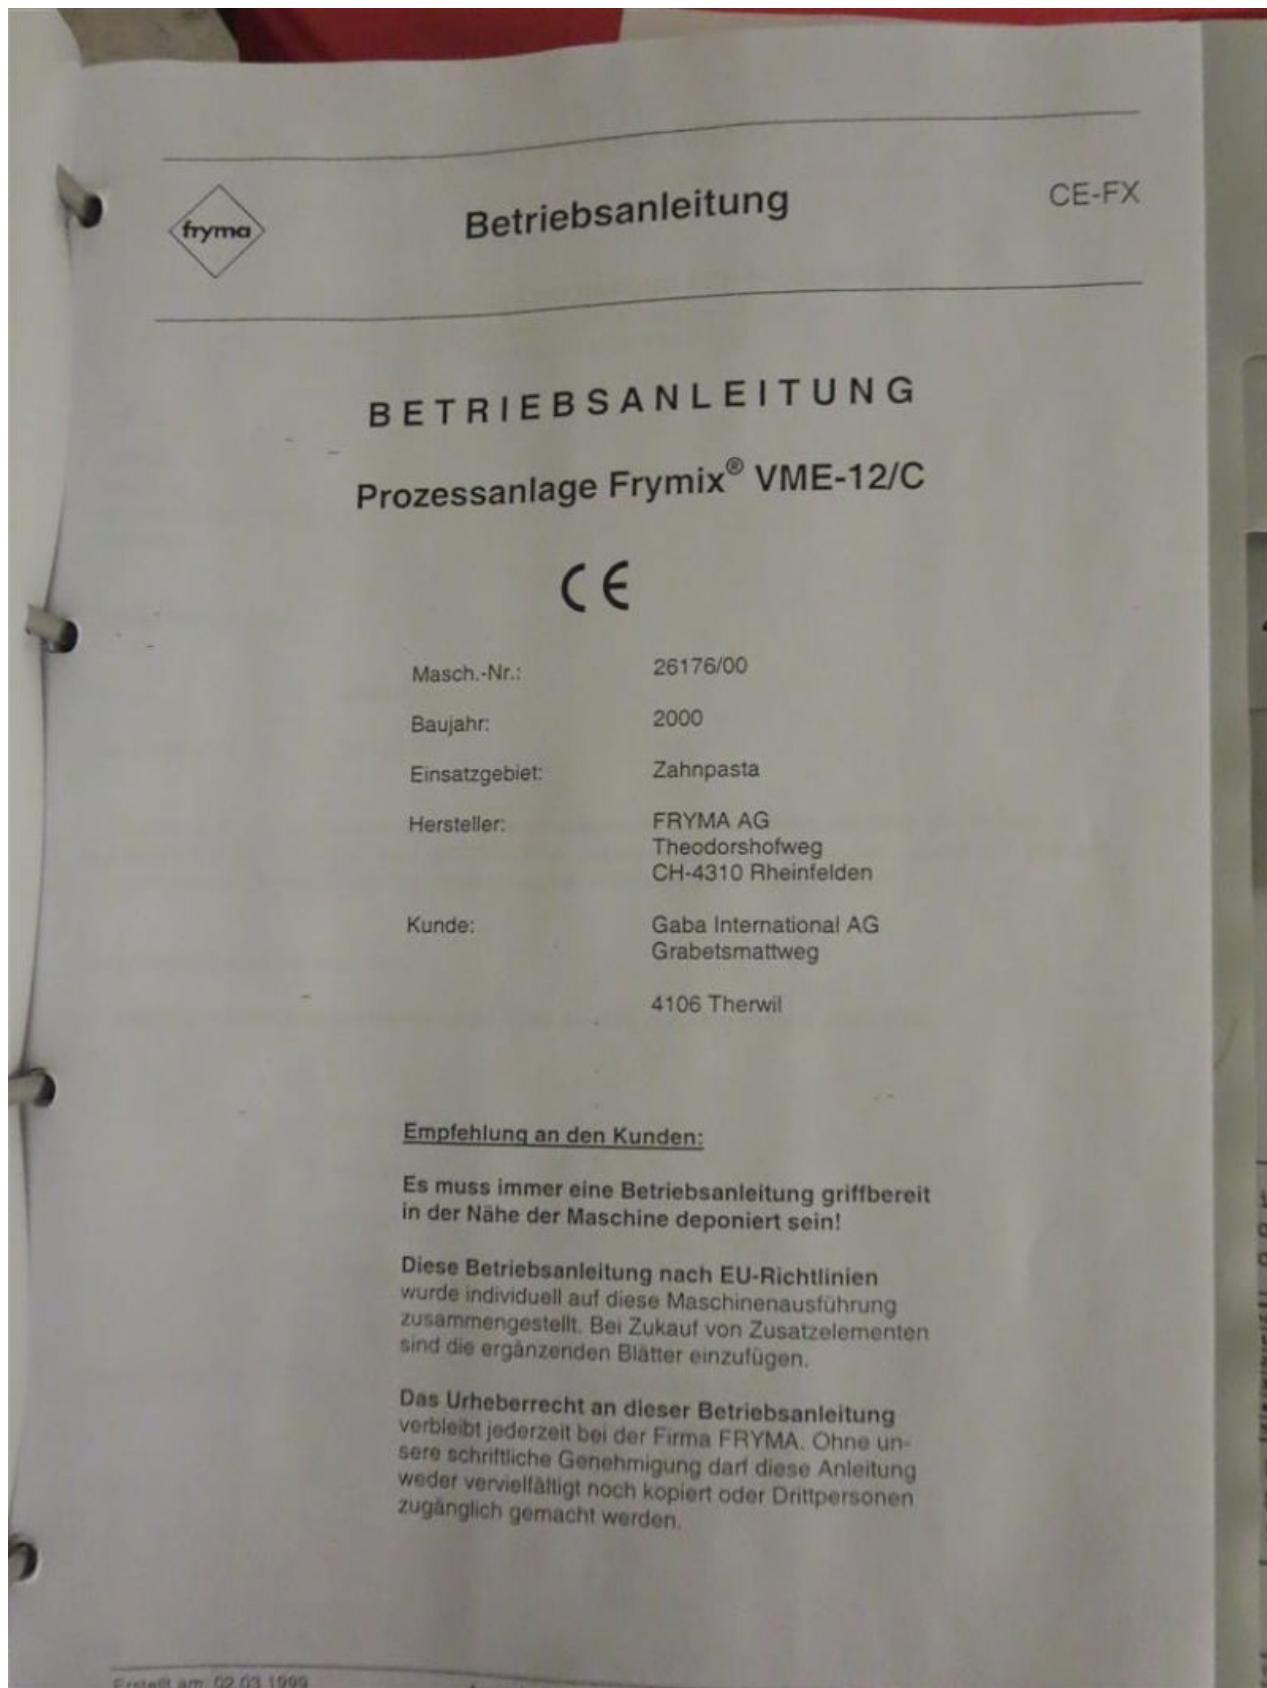 fryma
Betriebsanleitung
CE-FX
BETRIEBSANLEITUNG
Prozessanlage Frymix® VME-12/C
CE
Masch.-Nr.: 26176/00
Baujahr: 2000
Einsatzgebiet: Zahnpasta
Hersteller: FRYMA AG
Theodorshofweg
CH-4310 Rheinfelden
Kunde: Gaba International AG
Grabetsmattweg
4106 Therwil
Empfehlung an den Kunden:
Es muss immer eine Betriebsanleitung griffbereit
in der Nähe der Maschine deponiert sein!
Diese Betriebsanleitung nach EU-Richtlinien
wurde individuell auf diese Maschinenausführung
zusammengestellt. Bei Zukauf von Zusatzelementen
sind die ergänzenden Blätter einzufügen.
Das Urheberrecht an dieser Betriebsanleitung
verbleibt jederzeit bei der Firma FRYMA. Ohne un-
sere schriftliche Genehmigung darf diese Anleitung
weder vervielfältigt noch kopiert oder Drittpersonen
zugänglich gemacht werden.
Erstellt am: 02.03.1999